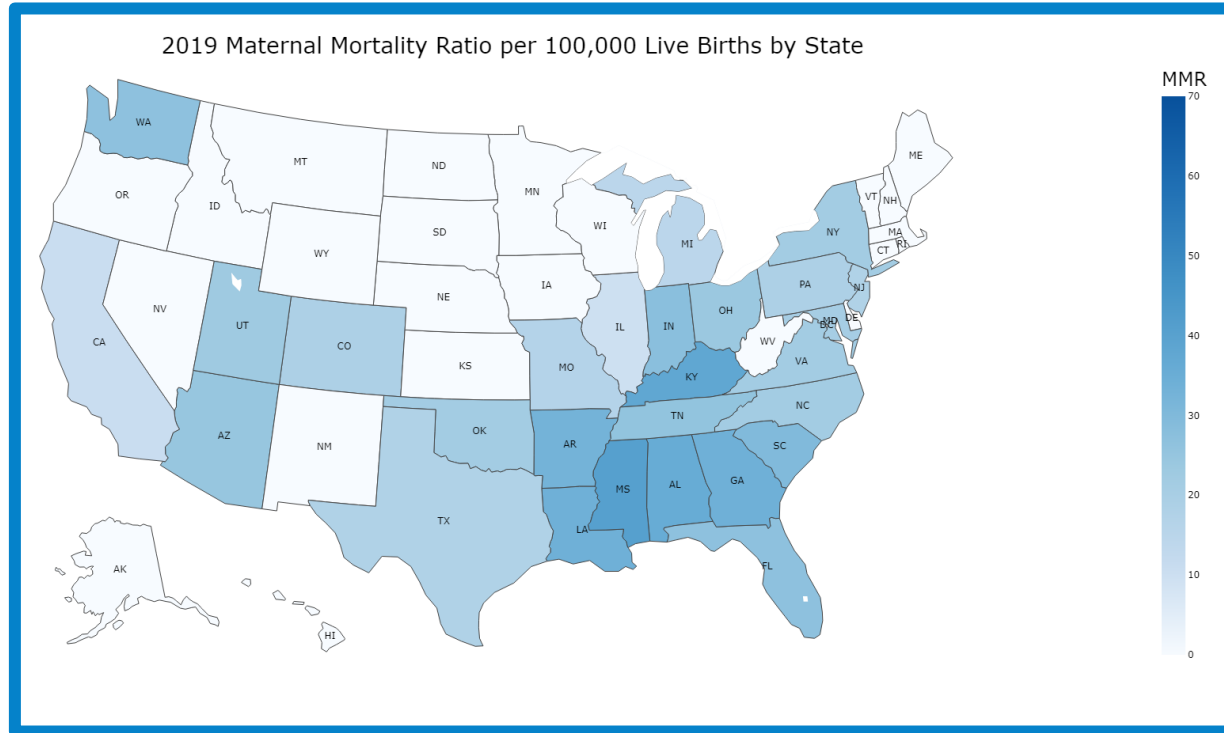 2019 Maternal Mortality Ratio per 100,000 Live Births by State
MMR
70
60
50
40
30
20
10
0
WA
MT
ND
MN
ME
OR
ID
SD
WI
VT
NH
WY
MI
NY
MA
CT
RI
NE
IA
PA
NJ
NV
UT
CO
IL
IN
OH
DE
MD
DC
CA
KS
MO
WV
VA
KY
AZ
NM
OK
TN
NC
AR
SC
MS
AL
GA
TX
LA
FL
AK
HI